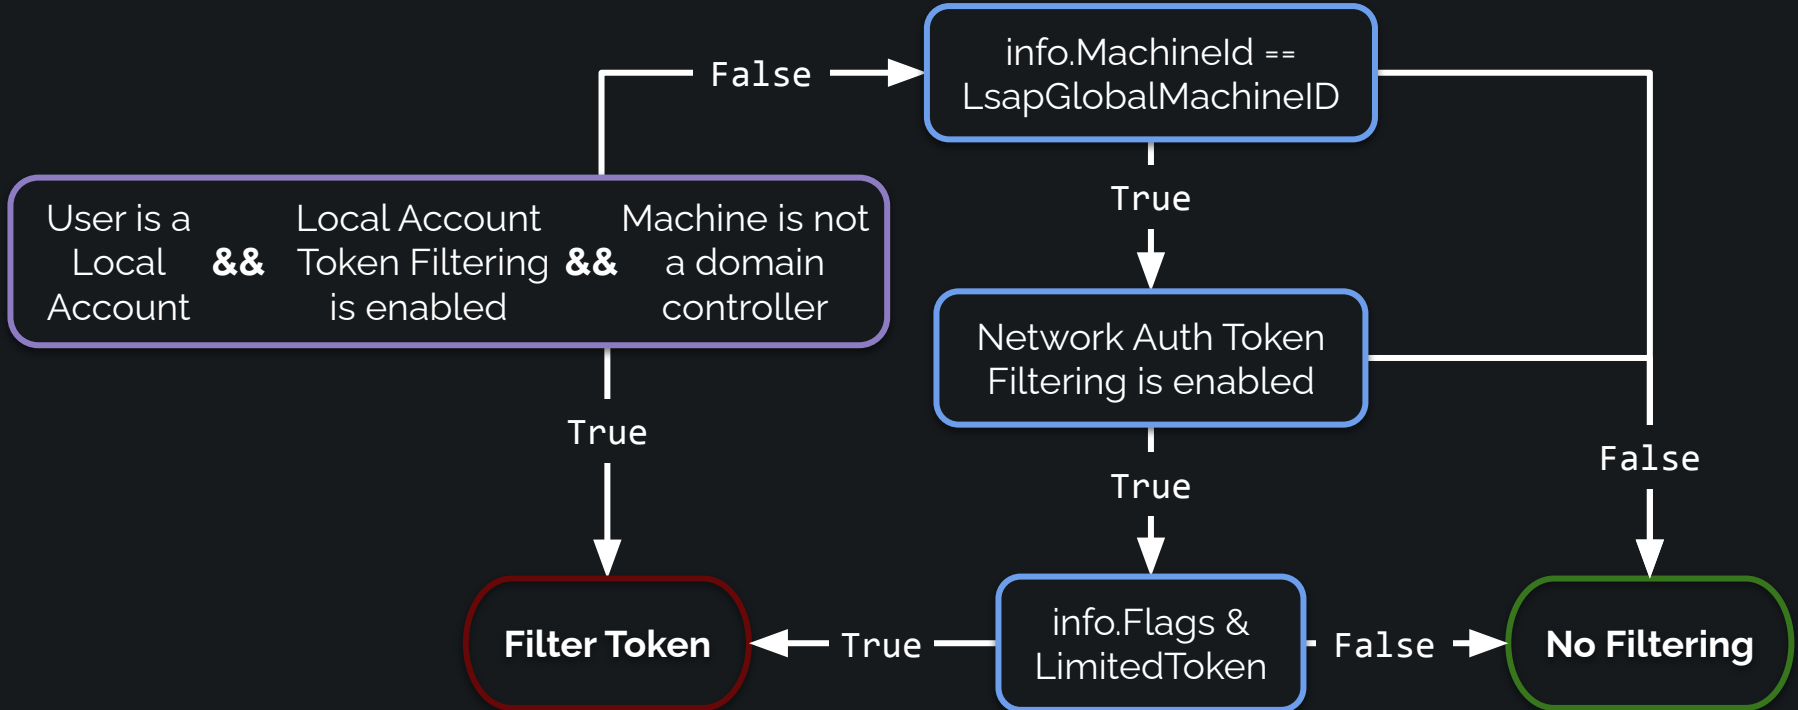 False
info.MachineId ==
LsapGlobalMachineID
True
User is a
Local
Account
&&
Local Account
Token Filtering
is enabled
&&
Machine is not
a domain
controller
Network Auth Token
Filtering is enabled
True
True
False
Filter Token
True
info.Flags &
LimitedToken
False
No Filtering